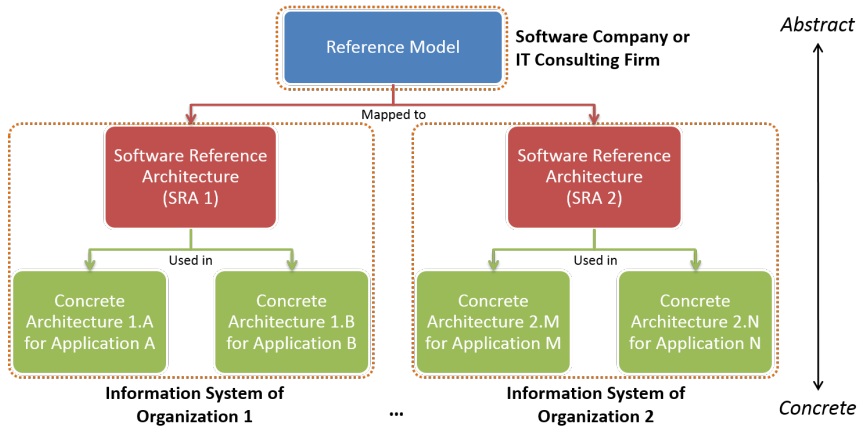 Reference Model
Software Company or
IT Consulting Firm
Abstract
Mapped to
Software Reference
Architecture
(SRA 1)
Software Reference
Architecture
(SRA 2)
Used in
Used in
Concrete
Architecture 1.A
for Application A
Concrete
Architecture 1.B
for Application B
Concrete
Architecture 2.M
for Application M
Concrete
Architecture 2.N
for Application N
Information System of
Organization 1
...
Information System of
Organization 2
Concrete